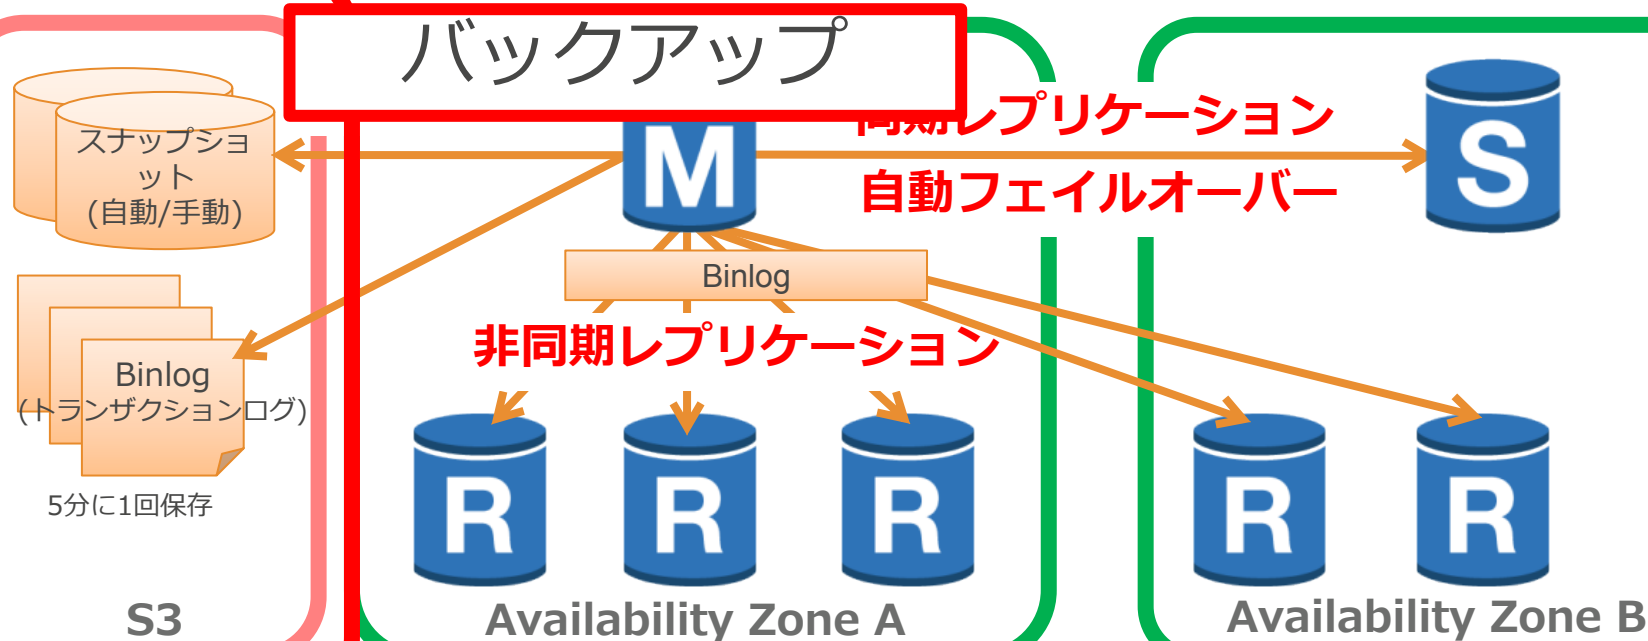 バックアップ
スナップショ
ット
(自動/手動)
M
同期レプリケーション
自動フェイルオーバー
S
Binlog
非同期レプリケーション
Binlog
(トランザクションログ)
5分に1回保存
R
R
R
R
R
S3
Availability Zone A
Availability Zone B